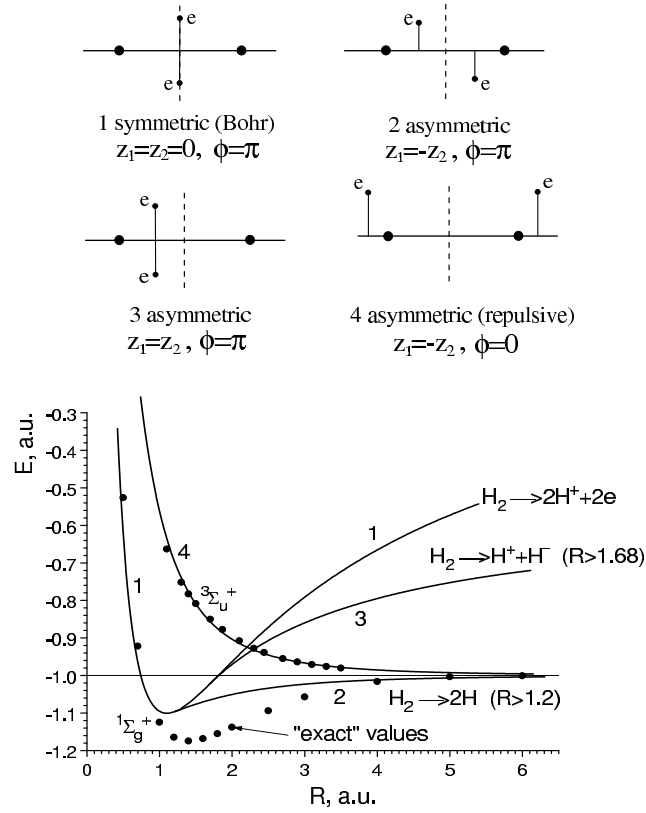 e
e
1 symmetric (Bohr)
z₁=z₂=0, ϕ=π
e
e
2 asymmetric
z₁=-z₂, ϕ=π
e
e
3 asymmetric
z₁=z₂, ϕ=π
e
e
4 asymmetric (repulsive)
z₁=-z₂, ϕ=0
E, a.u.
-0.3
-0.4
-0.5
-0.6
-0.7
-0.8
-0.9
-1.0
-1.1
-1.2
1
H₂→2H⁺+2e
H₂→H⁺+H⁻ (R>1.68)
4
1
³Σᵤ⁺
3
2
H₂→2H (R>1.2)
¹Σg⁺
"exact" values
0
1
2
3
4
5
6
R, a.u.